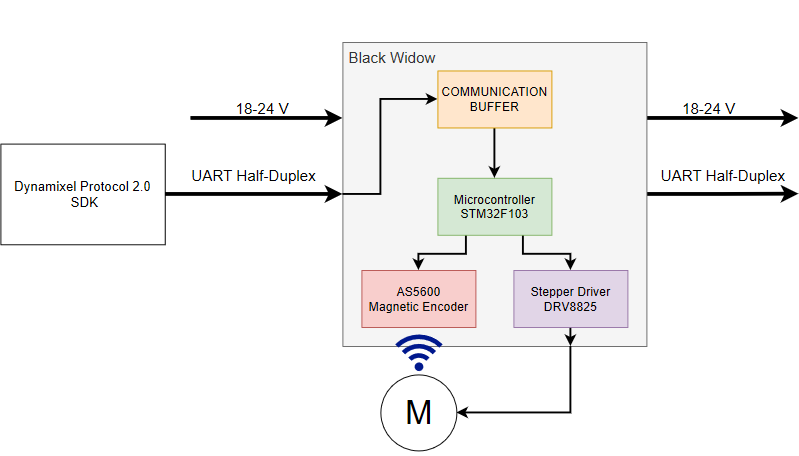 Black Widow
COMMUNICATION
BUFFER
18-24 V
18-24 V
Dynamixel Protocol 2.0
SDK
UART Half-Duplex
UART Half-Duplex
Microcontroller
STM32F103
AS5600
Magnetic Encoder
Stepper Driver
DRV8825
M